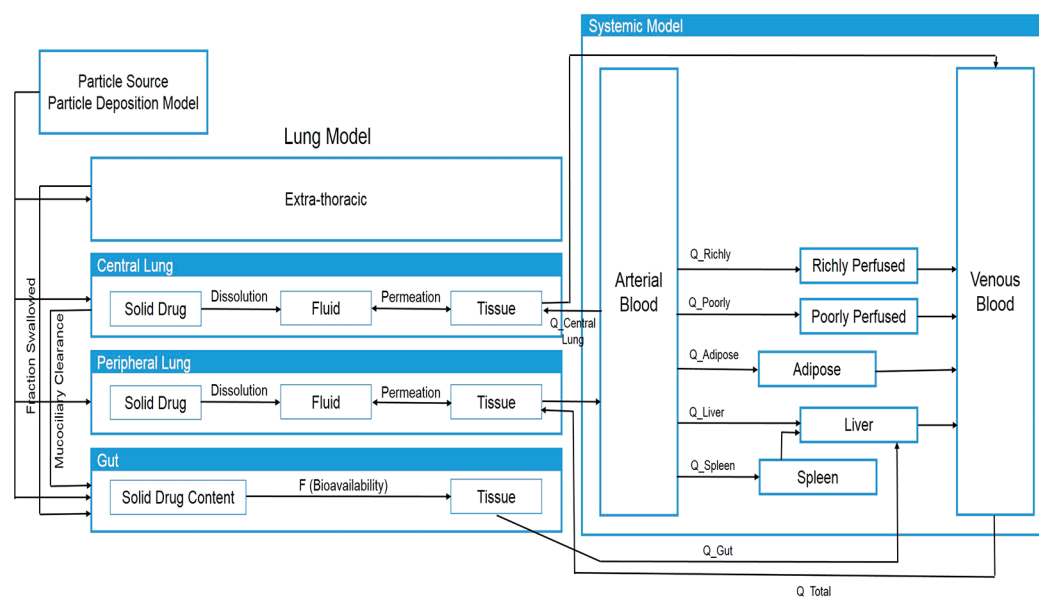 Systemic Model
Particle Source
Particle Deposition Model
Lung Model
Extra-thoracic
Central Lung
Solid Drug
Dissolution
Fluid
Permeation
Tissue
Q_Central
Lung
Peripheral Lung
Solid Drug
Dissolution
Fluid
Permeation
Tissue
Gut
Solid Drug Content
F (Bioavailability)
Tissue
Fraction Swallowed
Mucociliary Clearance
Arterial
Blood
Q_Richly
Richly Perfused
Q_Poorly
Poorly Perfused
Q_Adipose
Adipose
Q_Liver
Liver
Q_Spleen
Spleen
Venous
Blood
Q_Gut
Q_Total